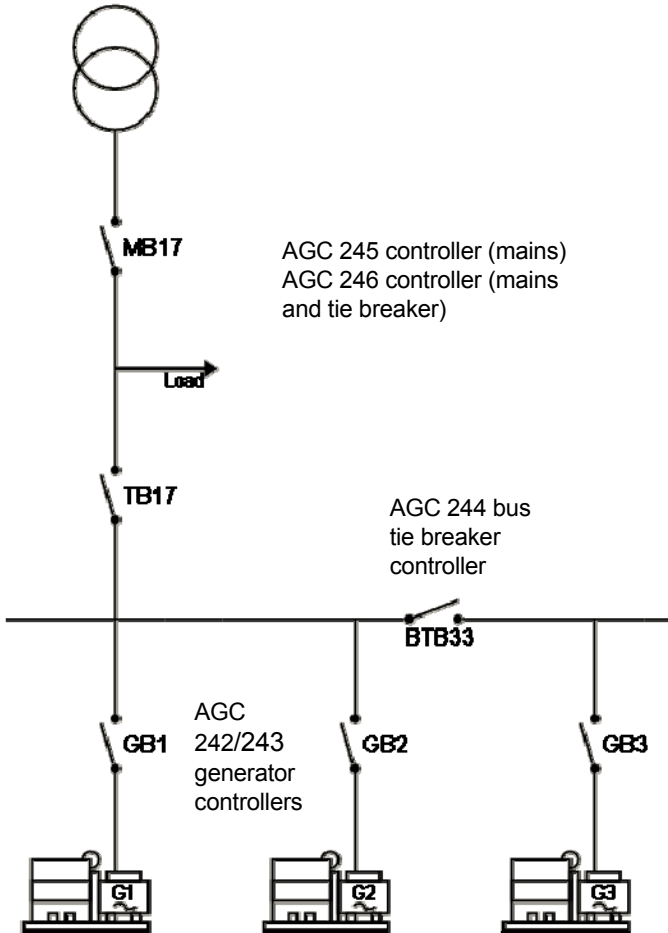 MB17
AGC 245 controller (mains)
AGC 246 controller (mains
and tie breaker)
Load
TB17
AGC 244 bus
tie breaker
controller
BTB33
GB1
AGC
242/243
generator
controllers
GB2
GB3
G1
G2
G3